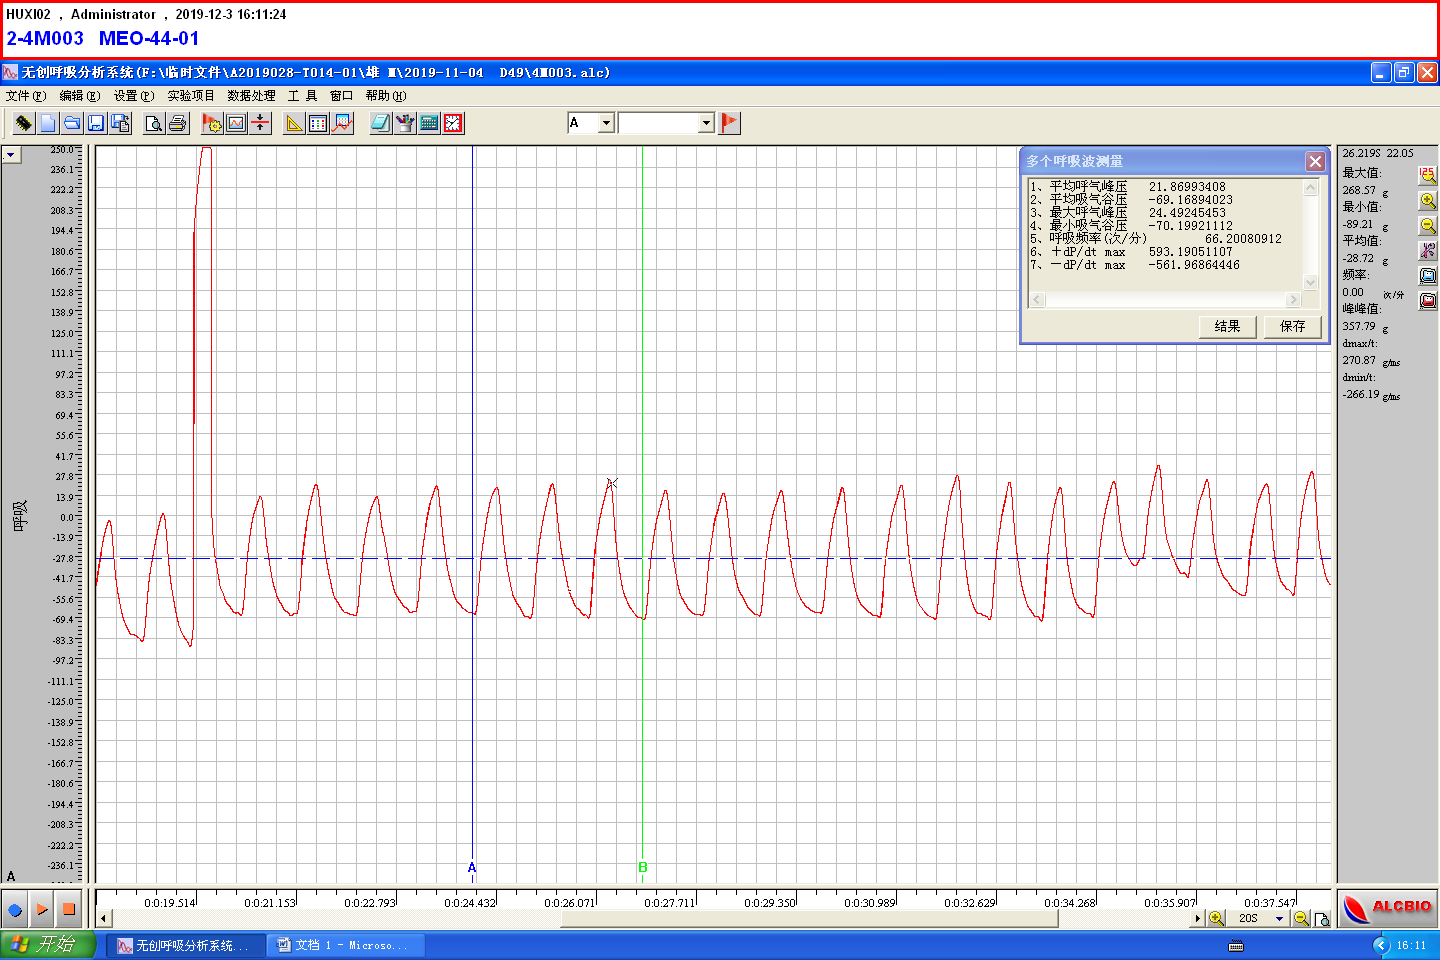 HUXI02 , Administrator , 2019-12-3 16:11:24
2-4M003 MEO-44-01
无创呼吸分析系统(F:\临时文件\A2019028-T014-01\雄 M\2019-11-04 D49\4M003.alc)
文件(F) 编辑(E) 设置(P) 实验项目 数据处理 工 具 窗口 帮助(H)
A
250.0
236.1
222.2
208.3
194.4
180.6
166.7
152.8
138.9
125.0
111.1
97.2
83.3
69.4
55.6
41.7
27.8
13.9
0.0
-13.9
-27.8
-41.7
-55.6
-69.4
-83.3
-97.2
-111.1
-125.0
-138.9
-152.8
-166.7
-180.6
-194.4
-208.3
-222.2
-236.1
呼吸
A
A
B
多个呼吸波测量
1、平均呼气峰压 21.86993408
2、平均吸气谷压 -69.16894023
3、最大呼气峰压 24.49245453
4、最小吸气谷压 -70.19921112
5、呼吸频率(次/分) 66.20080912
6、＋dP/dt max 593.19051107
7、－dP/dt max -561.96864446
结果 保存
26.219S 22.05
最大值:
268.57 g
最小值:
-89.21 g
平均值:
-28.72 g
频率:
0.00 次/分
峰峰值:
357.79 g
dmax/t:
270.87 g/ms
dmin/t:
-266.19 g/ms
125
0:0:19.514 0:0:21.153 0:0:22.793 0:0:24.432 0:0:26.071 0:0:27.711 0:0:29.350 0:0:30.989 0:0:32.629 0:0:34.268 0:0:35.907 0:0:37.547
20S
ALCBIO
开始 无创呼吸分析系统... 文档 1 - Microso... 16:11